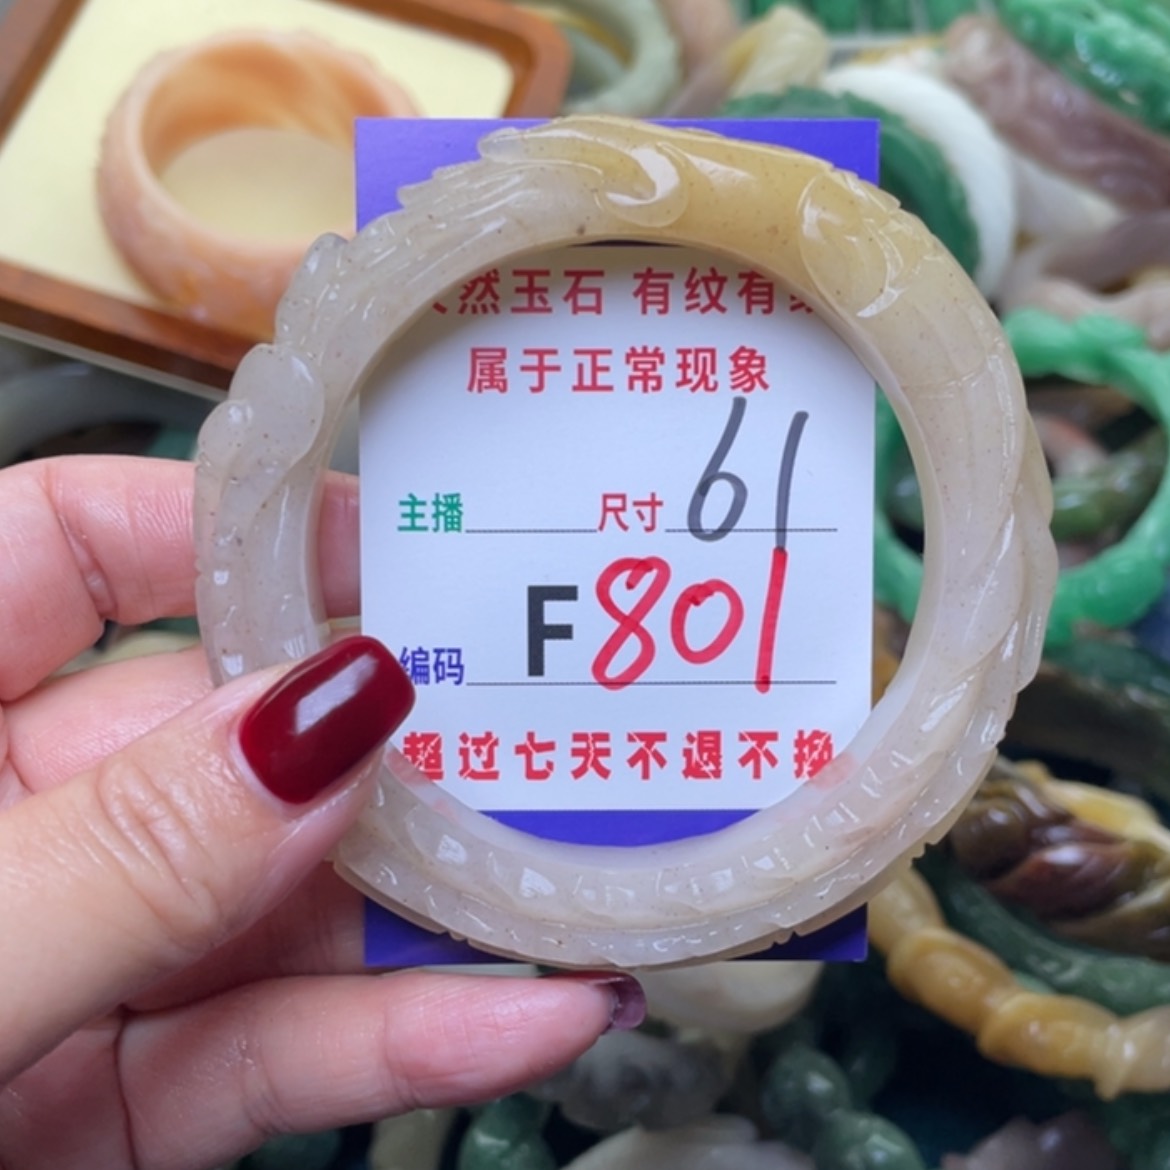 然玉石 有纹有
属于正常现象
主播 尺寸 61
编码 F801
超过七天不退不换